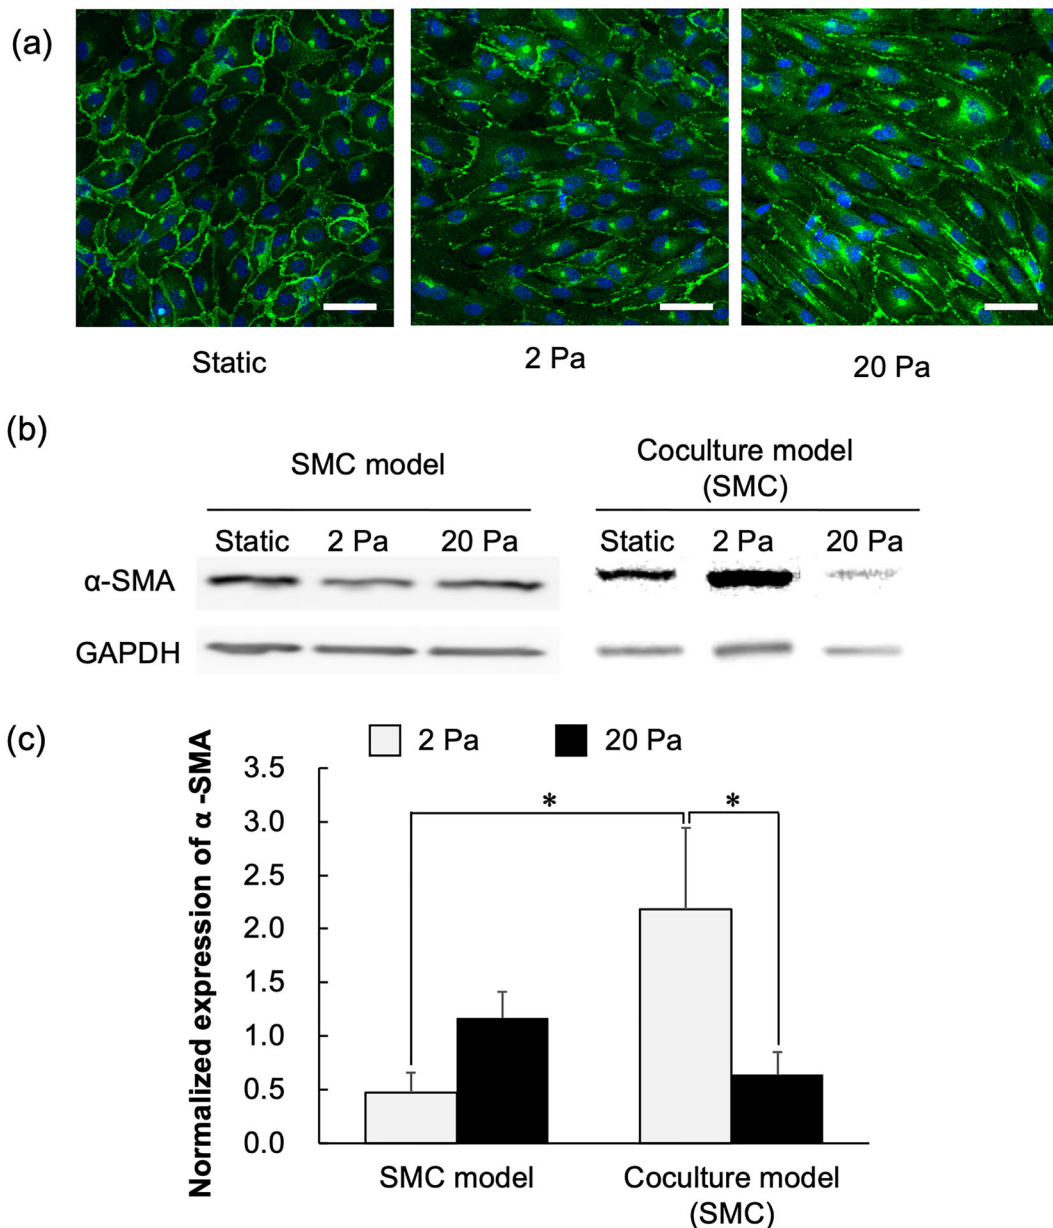 (a)
Static
2 Pa
20 Pa
(b)
SMC model
Coculture model
(SMC)
Static 2 Pa 20 Pa
Static 2 Pa 20 Pa
α-SMA
GAPDH
(c)
2 Pa
20 Pa
Normalized expression of α -SMA
3.5
3.0
2.5
2.0
1.5
1.0
0.5
0.0
*
*
SMC model
Coculture model
(SMC)